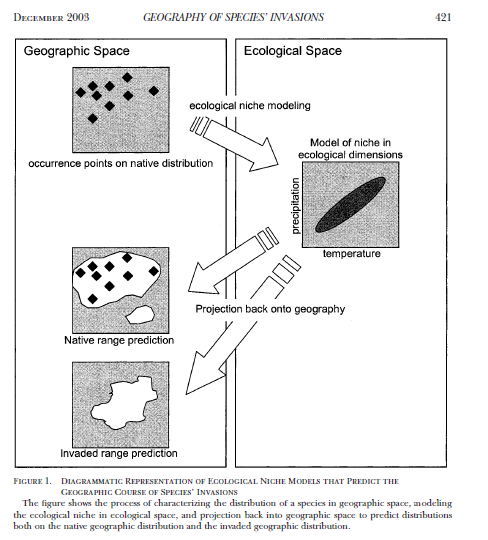 DECEMBER 2003 GEOGRAPHY OF SPECIES' INVASIONS 421
Geographic Space
Ecological Space
ecological niche modeling
occurrence points on native distribution
Model of niche in
ecological dimensions
precipitation
temperature
Projection back onto geography
Native range prediction
Invaded range prediction
FIGURE 1. DIAGRAMMATIC REPRESENTATION OF ECOLOGICAL NICHE MODELS THAT PREDICT THE
GEOGRAPHIC COURSE OF SPECIES' INVASIONS
The figure shows the process of characterizing the distribution of a species in geographic space, modeling
the ecological niche in ecological space, and projection back into geographic space to predict distributions
both on the native geographic distribution and the invaded geographic distribution.